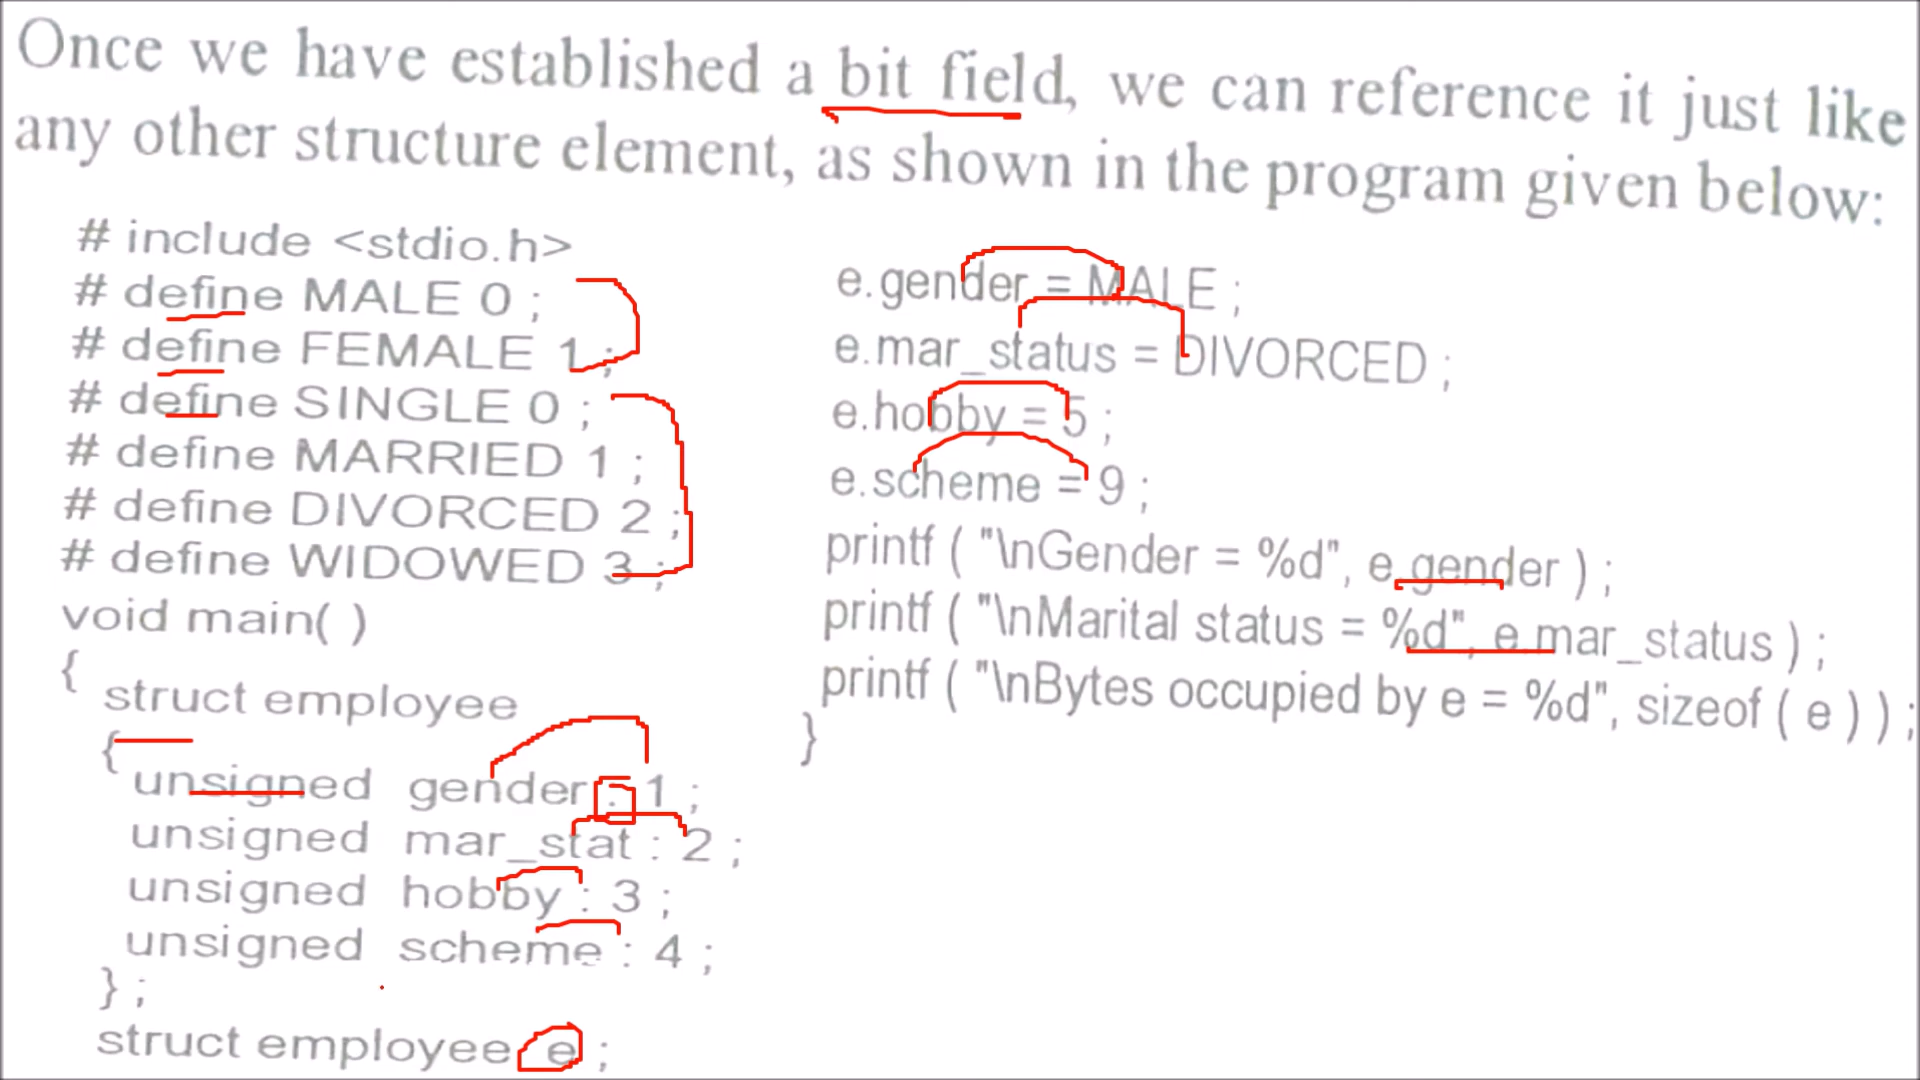 Once we have established a bit field, we can reference it just like
any other structure element, as shown in the program given below:
# include <stdio.h>
# define MALE 0 ;
# define FEMALE 1 ;
# define SINGLE 0 ;
# define MARRIED 1 ;
# define DIVORCED 2 ;
# define WIDOWED 3 ;
void main( )
{
struct employee
{
unsigned gender : 1 ;
unsigned mar_stat : 2 ;
unsigned hobby : 3 ;
unsigned scheme : 4 ;
} ;
struct employee e ;
e.gender = MALE ;
e.mar_status = DIVORCED ;
e.hobby = 5 ;
e.scheme = 9 ;
printf ( "\nGender = %d", e.gender ) ;
printf ( "\nMarital status = %d", e.mar_status ) ;
printf ( "\nBytes occupied by e = %d", sizeof ( e ) ) ;
}